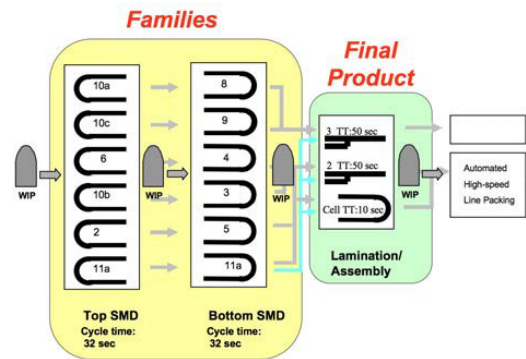 Families
Final
Product
10a
10c
6
10b
2
11a
8
9
4
3
5
11a
WIP
WIP
WIP
WIP
3 TT:50 sec
2 TT:50 sec
Cell TT:10 sec
Lamination/
Assembly
Automated
High-speed
Line Packing
Top SMD
Cycle time:
32 sec
Bottom SMD
Cycle time:
32 sec